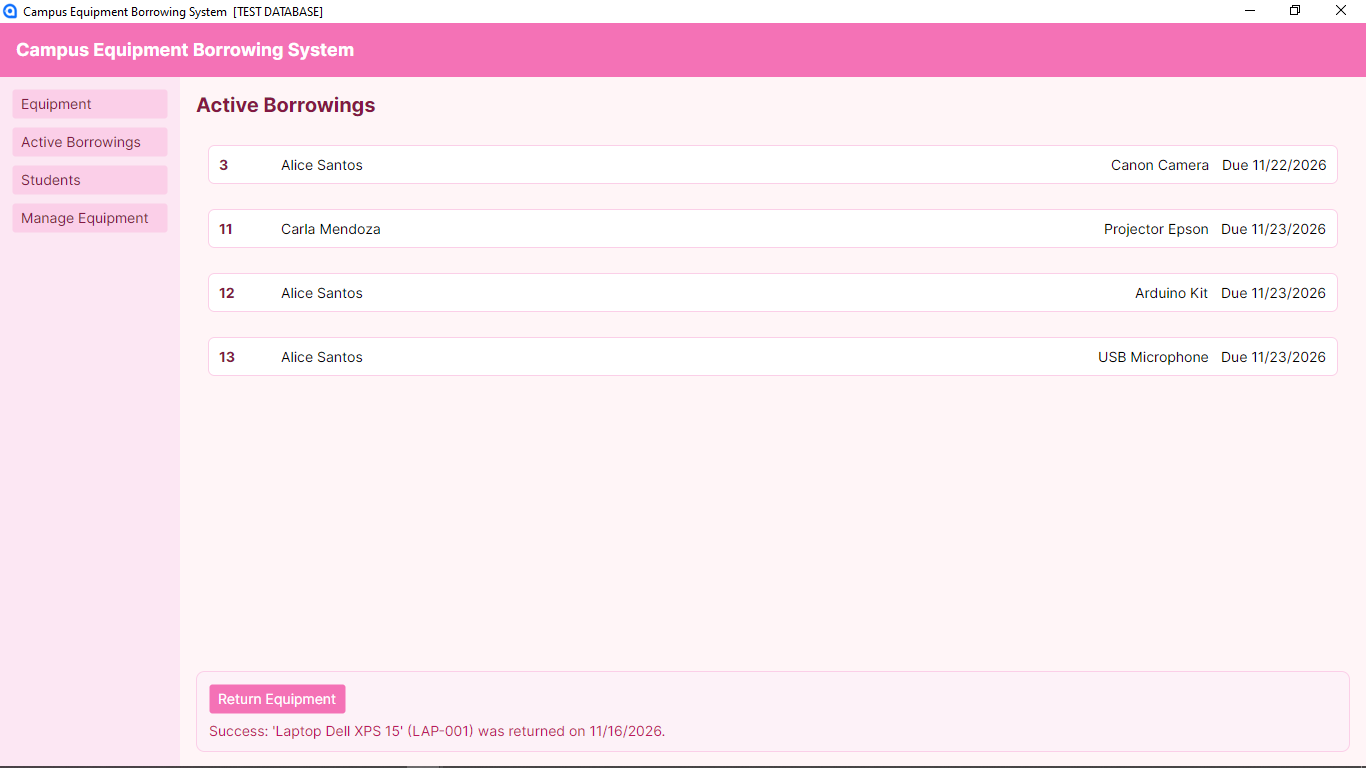 Campus Equipment Borrowing System [TEST DATABASE]
Campus Equipment Borrowing System
Equipment
Active Borrowings
Students
Manage Equipment
Active Borrowings
3 Alice Santos Canon Camera Due 11/22/2026
11 Carla Mendoza Projector Epson Due 11/23/2026
12 Alice Santos Arduino Kit Due 11/23/2026
13 Alice Santos USB Microphone Due 11/23/2026
Return Equipment
Success: 'Laptop Dell XPS 15' (LAP-001) was returned on 11/16/2026.